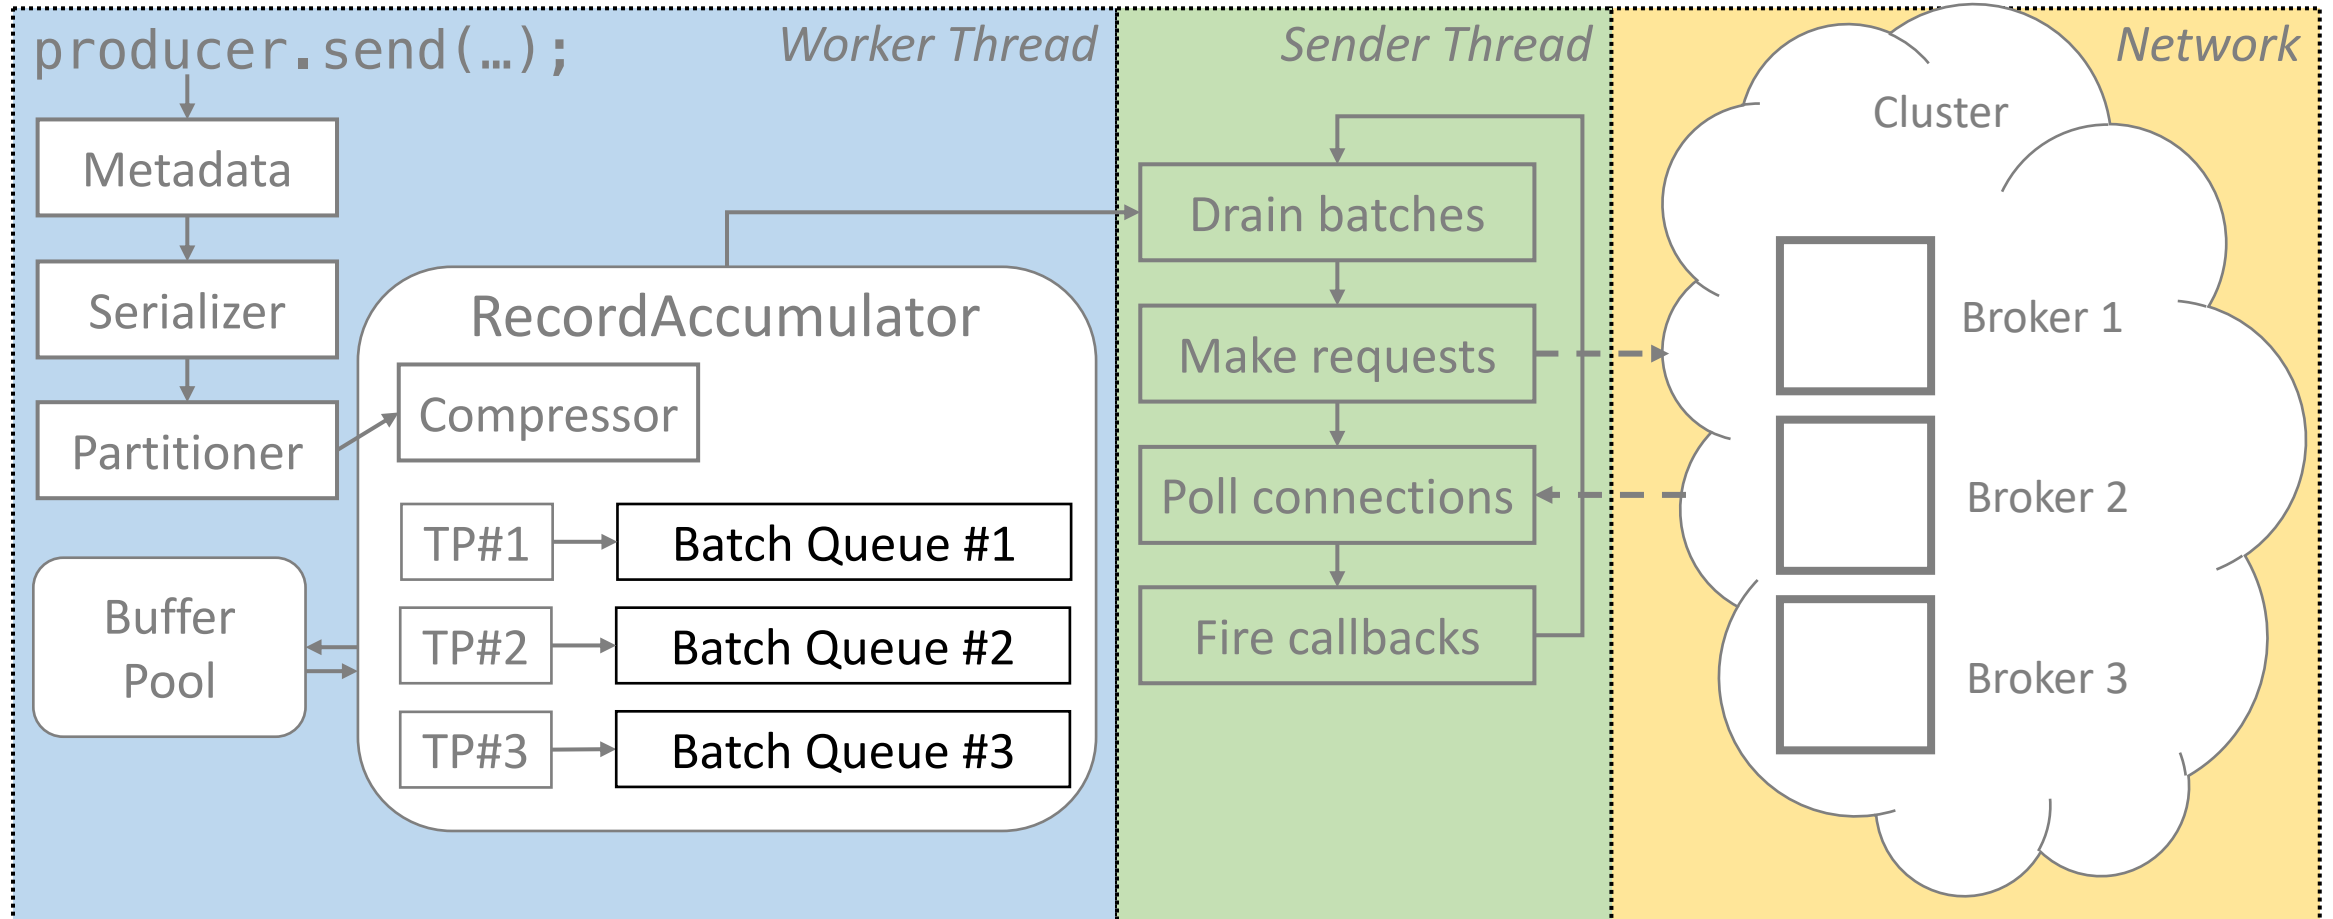 producer.send(…);
Worker Thread
Metadata
Serializer
Partitioner
Buffer
Pool
RecordAccumulator
Compressor
TP#1
Batch Queue #1
TP#2
Batch Queue #2
TP#3
Batch Queue #3
Sender Thread
Drain batches
Make requests
Poll connections
Fire callbacks
Network
Cluster
Broker 1
Broker 2
Broker 3